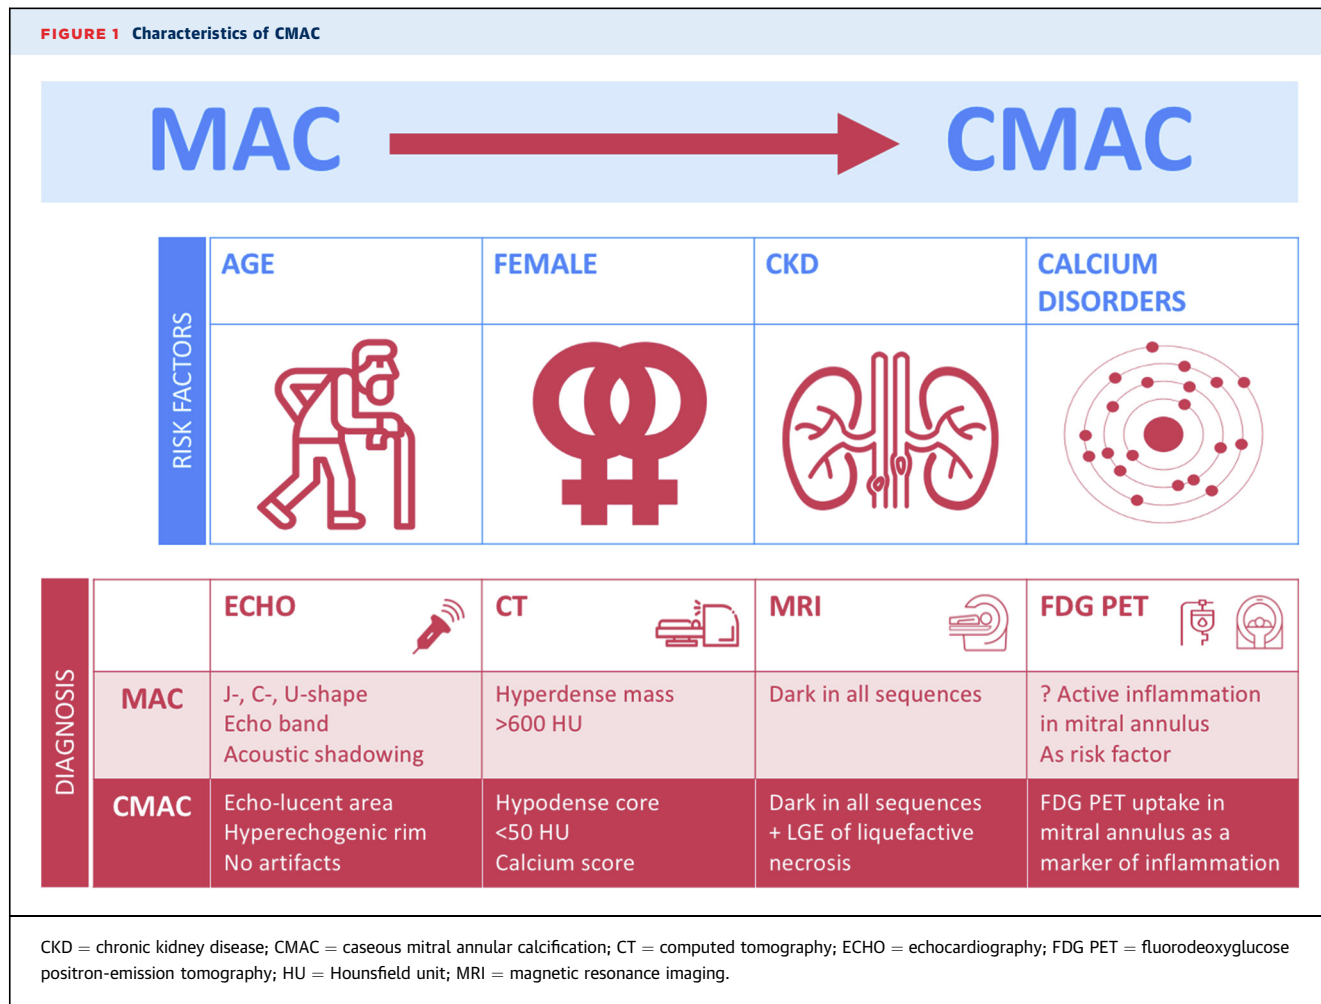 FIGURE 1 Characteristics of CMAC
MAC
CMAC
RISK FACTORS
AGE
FEMALE
CKD
CALCIUM
DISORDERS
DIAGNOSIS
ECHO
CT
MRI
FDG PET
MAC
J-, C-, U-shape
Echo band
Acoustic shadowing
Hyperdense mass
>600 HU
Dark in all sequences
? Active inflammation
in mitral annulus
As risk factor
CMAC
Echo-lucent area
Hyperechogenic rim
No artifacts
Hypodense core
<50 HU
Calcium score
Dark in all sequences
+ LGE of liquefactive
necrosis
FDG PET uptake in
mitral annulus as a
marker of inflammation
CKD = chronic kidney disease; CMAC = caseous mitral annular calcification; CT = computed tomography; ECHO = echocardiography; FDG PET = fluorodeoxyglucose
positron-emission tomography; HU = Hounsfield unit; MRI = magnetic resonance imaging.